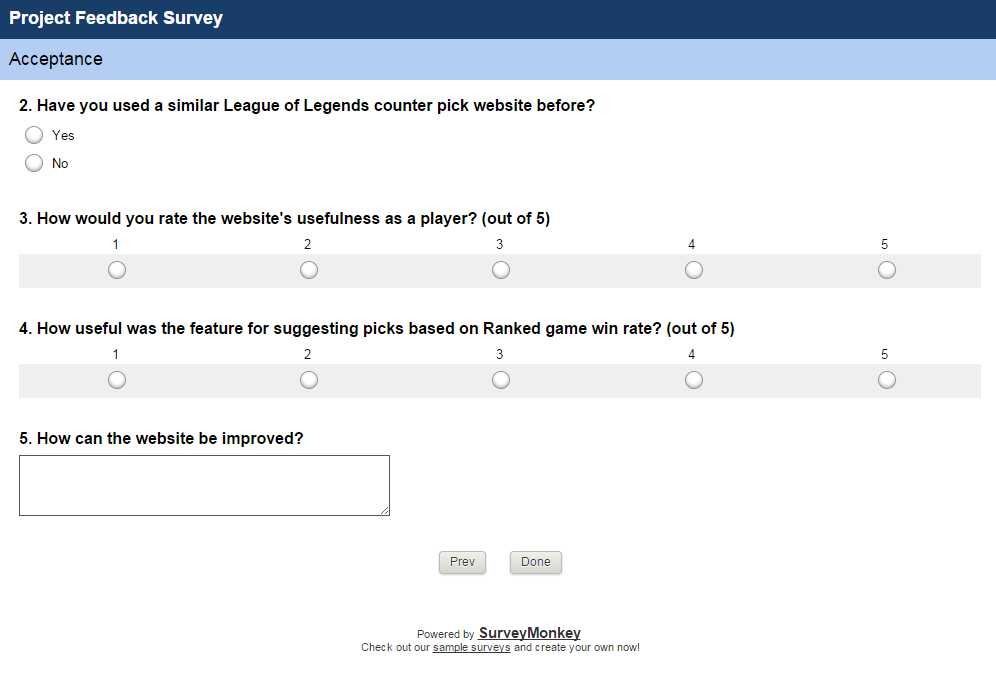 Project Feedback Survey
Acceptance
2. Have you used a similar League of Legends counter pick website before?
Yes
No
3. How would you rate the website's usefulness as a player? (out of 5)
1 2 3 4 5
4. How useful was the feature for suggesting picks based on Ranked game win rate? (out of 5)
1 2 3 4 5
5. How can the website be improved?
Prev Done
Powered by SurveyMonkey
Check out our sample surveys and create your own now!